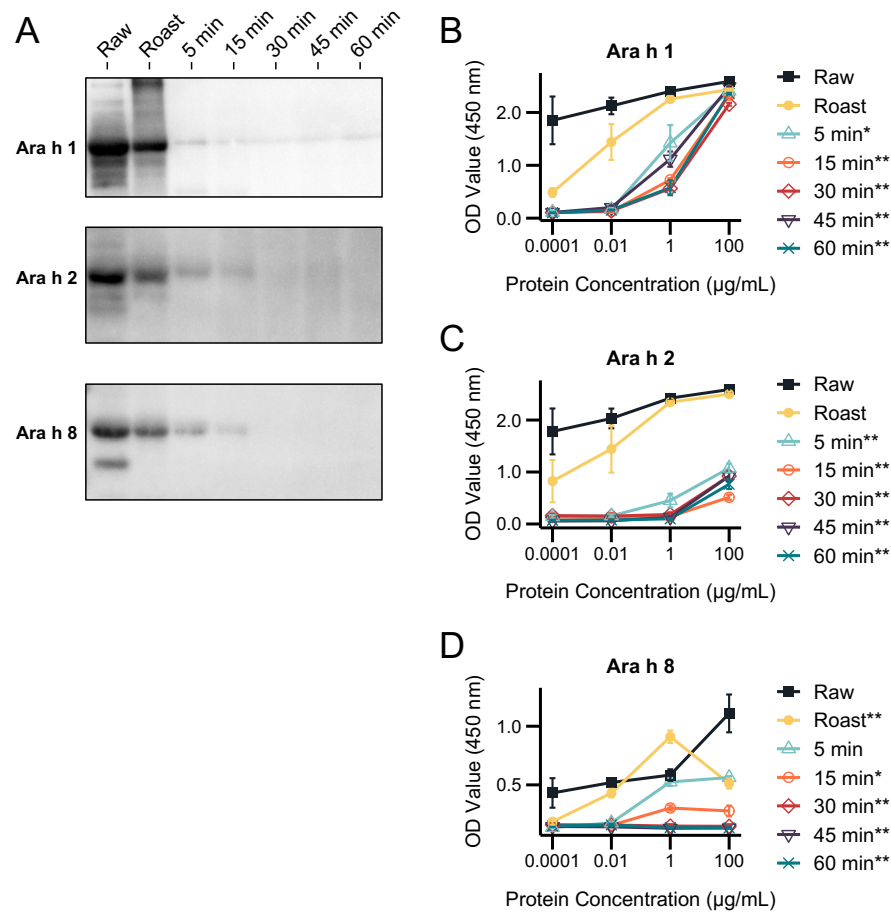 A
Raw
Roast
5 min
15 min
30 min
45 min
60 min
Ara h 1
Ara h 2
Ara h 8
B
Ara h 1
OD Value (450 nm)
2.0
1.0
0.0
0.0001
0.01
1
100
Protein Concentration (µg/mL)
Raw
Roast
5 min*
15 min**
30 min**
45 min**
60 min**
C
Ara h 2
OD Value (450 nm)
2.0
1.0
0.0
0.0001
0.01
1
100
Protein Concentration (µg/mL)
Raw
Roast
5 min**
15 min**
30 min**
45 min**
60 min**
D
Ara h 8
OD Value (450 nm)
1.0
0.5
0.0001
0.01
1
100
Protein Concentration (µg/mL)
Raw
Roast**
5 min
15 min*
30 min**
45 min**
60 min**